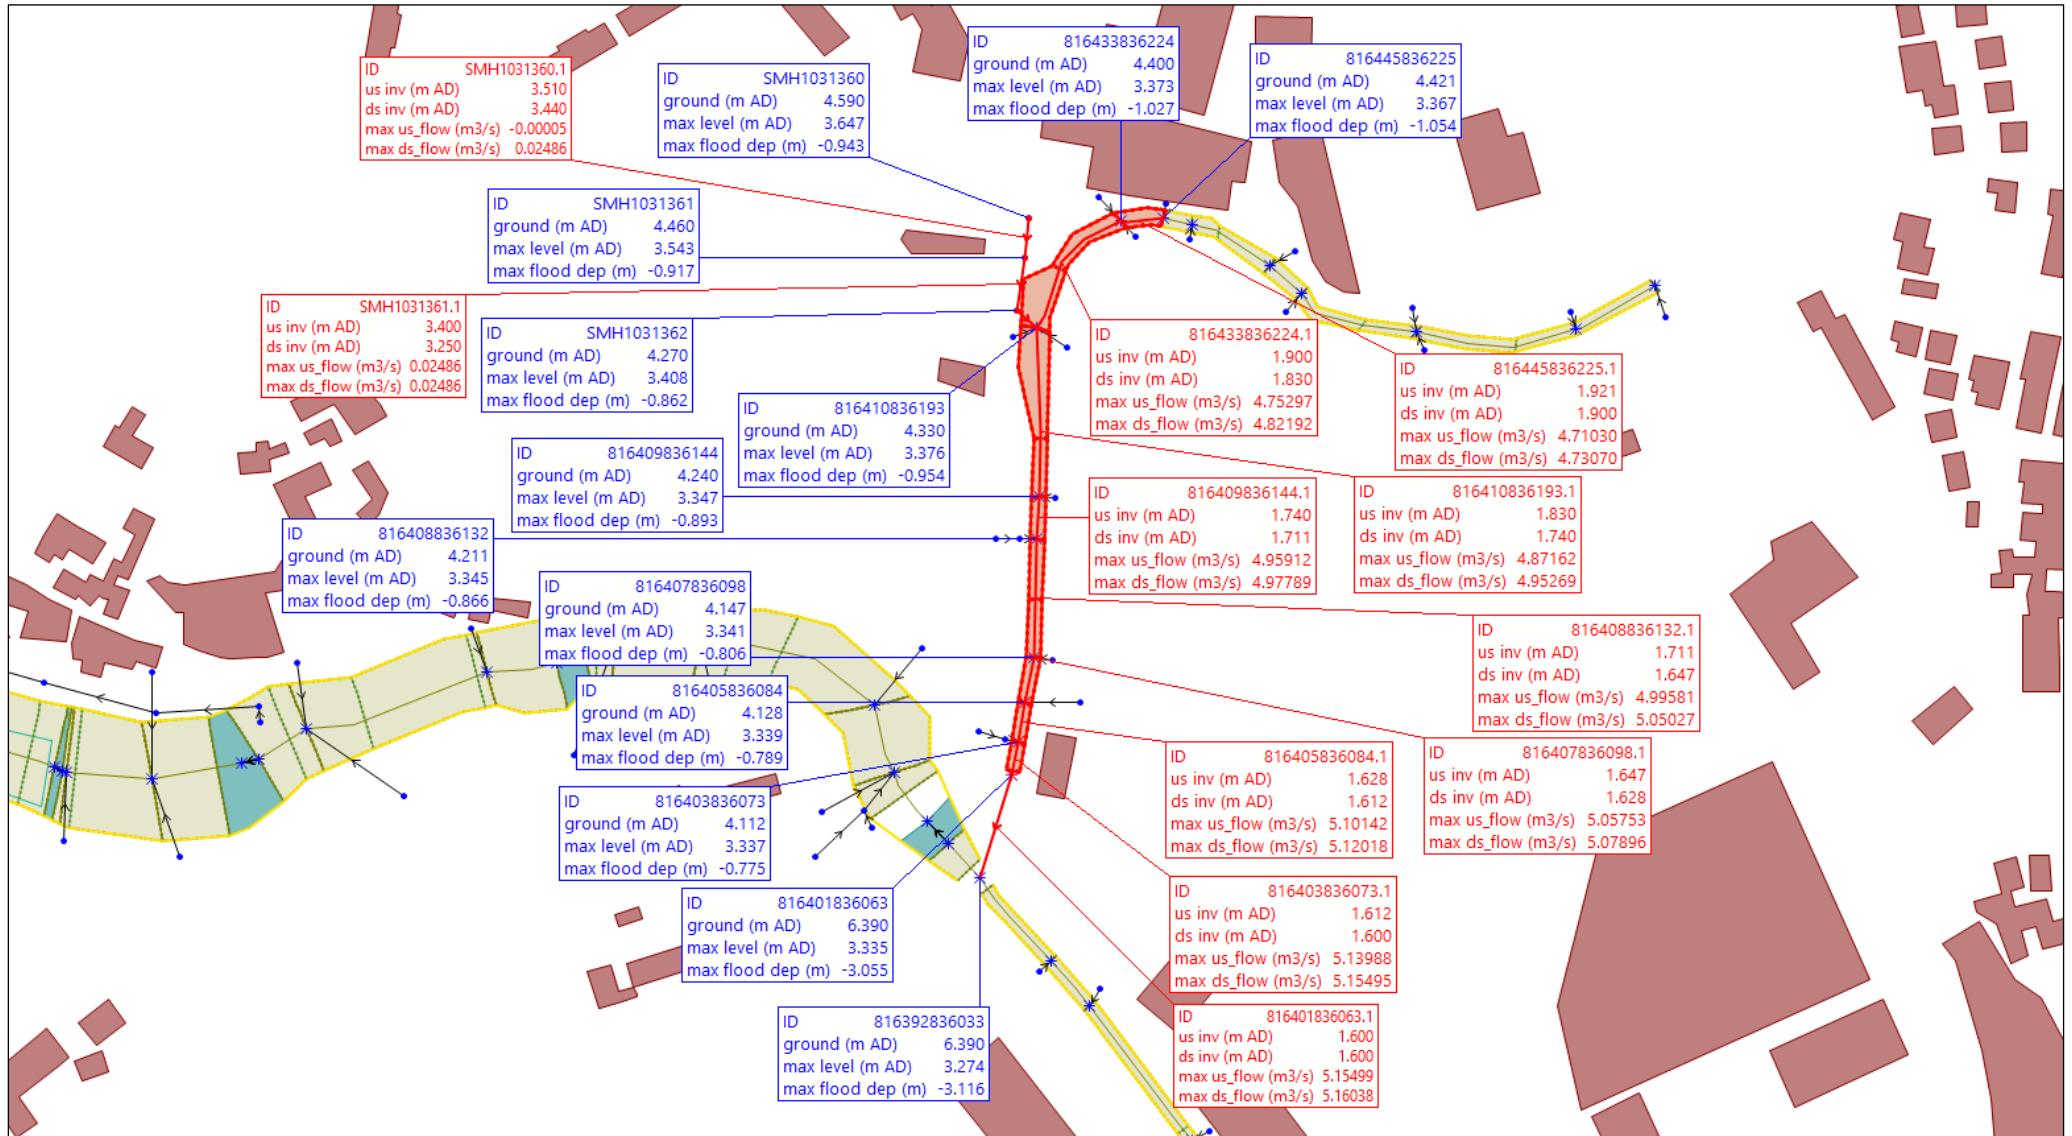 ID SMH1031360.1
us inv (m AD) 3.510
ds inv (m AD) 3.440
max us_flow (m3/s) -0.00005
max ds_flow (m3/s) 0.02486
ID SMH1031360
ground (m AD) 4.590
max level (m AD) 3.647
max flood dep (m) -0.943
ID 816433836224
ground (m AD) 4.400
max level (m AD) 3.373
max flood dep (m) -1.027
ID 816445836225
ground (m AD) 4.421
max level (m AD) 3.367
max flood dep (m) -1.054
ID SMH1031361
ground (m AD) 4.460
max level (m AD) 3.543
max flood dep (m) -0.917
ID SMH1031361.1
us inv (m AD) 3.400
ds inv (m AD) 3.250
max us_flow (m3/s) 0.02486
max ds_flow (m3/s) 0.02486
ID SMH1031362
ground (m AD) 4.270
max level (m AD) 3.408
max flood dep (m) -0.862
ID 816433836224.1
us inv (m AD) 1.900
ds inv (m AD) 1.830
max us_flow (m3/s) 4.75297
max ds_flow (m3/s) 4.82192
ID 816445836225.1
us inv (m AD) 1.921
ds inv (m AD) 1.900
max us_flow (m3/s) 4.71030
max ds_flow (m3/s) 4.73070
ID 816410836193
ground (m AD) 4.330
max level (m AD) 3.376
max flood dep (m) -0.954
ID 816409836144
ground (m AD) 4.240
max level (m AD) 3.347
max flood dep (m) -0.893
ID 816409836144.1
us inv (m AD) 1.740
ds inv (m AD) 1.711
max us_flow (m3/s) 4.95912
max ds_flow (m3/s) 4.97789
ID 816410836193.1
us inv (m AD) 1.830
ds inv (m AD) 1.740
max us_flow (m3/s) 4.87162
max ds_flow (m3/s) 4.95269
ID 816408836132
ground (m AD) 4.211
max level (m AD) 3.345
max flood dep (m) -0.866
ID 816407836098
ground (m AD) 4.147
max level (m AD) 3.341
max flood dep (m) -0.806
ID 816408836132.1
us inv (m AD) 1.711
ds inv (m AD) 1.647
max us_flow (m3/s) 4.99581
max ds_flow (m3/s) 5.05027
ID 816405836084
ground (m AD) 4.128
max level (m AD) 3.339
max flood dep (m) -0.789
ID 816405836084.1
us inv (m AD) 1.628
ds inv (m AD) 1.612
max us_flow (m3/s) 5.10142
max ds_flow (m3/s) 5.12018
ID 816407836098.1
us inv (m AD) 1.647
ds inv (m AD) 1.628
max us_flow (m3/s) 5.05753
max ds_flow (m3/s) 5.07896
ID 816403836073
ground (m AD) 4.112
max level (m AD) 3.337
max flood dep (m) -0.775
ID 816403836073.1
us inv (m AD) 1.612
ds inv (m AD) 1.600
max us_flow (m3/s) 5.13988
max ds_flow (m3/s) 5.15495
ID 816401836063
ground (m AD) 6.390
max level (m AD) 3.335
max flood dep (m) -3.055
ID 816392836033
ground (m AD) 6.390
max level (m AD) 3.274
max flood dep (m) -3.116
ID 816401836063.1
us inv (m AD) 1.600
ds inv (m AD) 1.600
max us_flow (m3/s) 5.15499
max ds_flow (m3/s) 5.16038